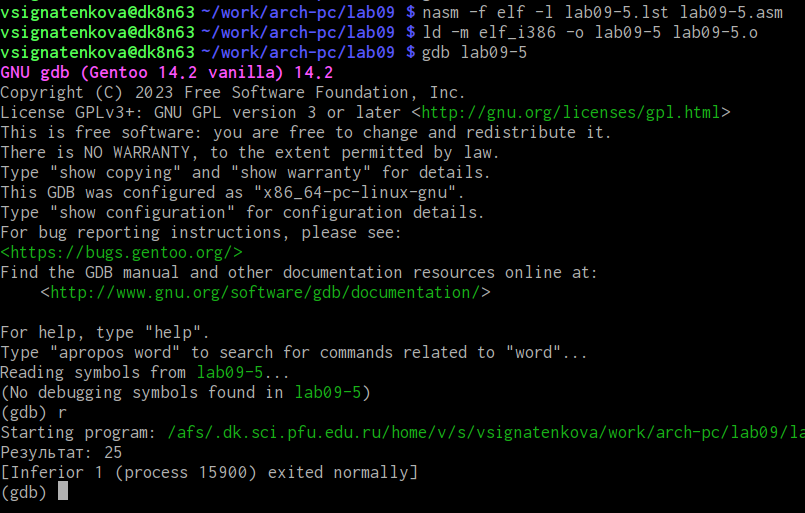 vsignatenkova@dk8n63 ~/work/arch-pc/lab09 $ nasm -f elf -l lab09-5.lst lab09-5.asm
vsignatenkova@dk8n63 ~/work/arch-pc/lab09 $ ld -m elf_i386 -o lab09-5 lab09-5.o
vsignatenkova@dk8n63 ~/work/arch-pc/lab09 $ gdb lab09-5
GNU gdb (Gentoo 14.2 vanilla) 14.2
Copyright (C) 2023 Free Software Foundation, Inc.
License GPLv3+: GNU GPL version 3 or later <http://gnu.org/licenses/gpl.html>
This is free software: you are free to change and redistribute it.
There is NO WARRANTY, to the extent permitted by law.
Type "show copying" and "show warranty" for details.
This GDB was configured as "x86_64-pc-linux-gnu".
Type "show configuration" for configuration details.
For bug reporting instructions, please see:
<https://bugs.gentoo.org/>
Find the GDB manual and other documentation resources online at:
    <http://www.gnu.org/software/gdb/documentation/>

For help, type "help".
Type "apropos word" to search for commands related to "word"...
Reading symbols from lab09-5...
(No debugging symbols found in lab09-5)
(gdb) r
Starting program: /afs/.dk.sci.pfu.edu.ru/home/v/s/vsignatenkova/work/arch-pc/lab09/la
Результат: 25
[Inferior 1 (process 15900) exited normally]
(gdb)